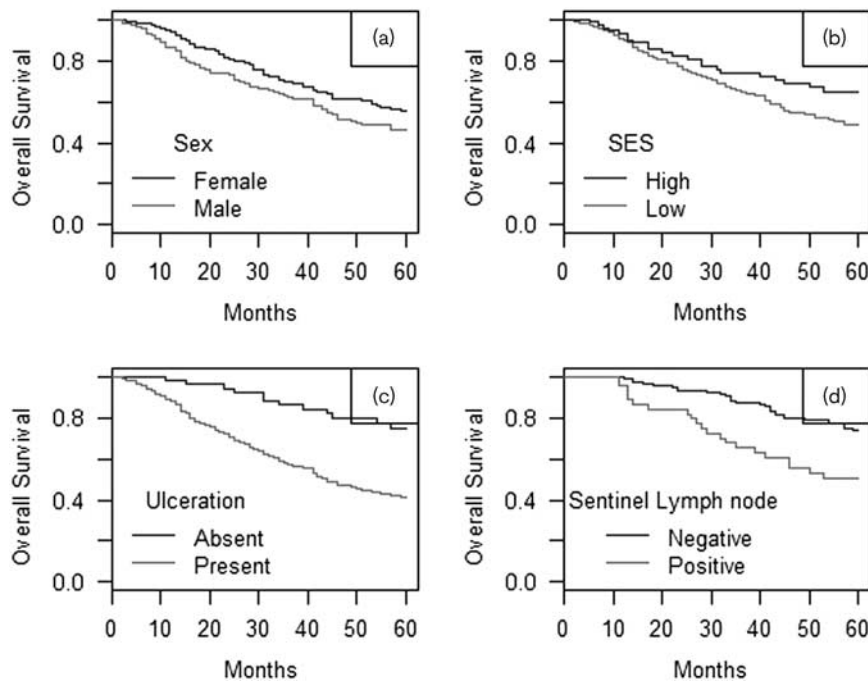 (a)
Overall Survival
0.8
0.4
0.0
Sex
Female
Male
0 10 20 30 40 50 60
Months
(b)
Overall Survival
0.8
0.4
0.0
SES
High
Low
0 10 20 30 40 50 60
Months
(c)
Overall Survival
0.8
0.4
0.0
Ulceration
Absent
Present
0 10 20 30 40 50 60
Months
(d)
Overall Survival
0.8
0.4
0.0
Sentinel Lymph node
Negative
Positive
0 10 20 30 40 50 60
Months